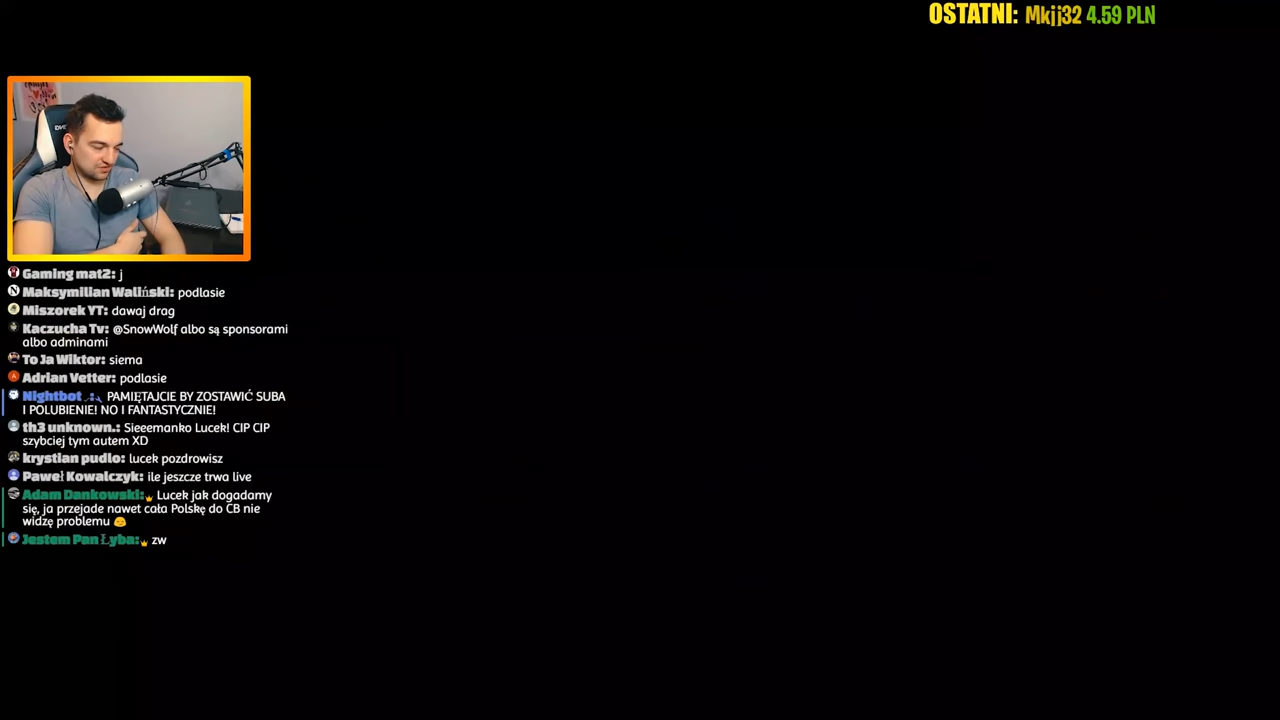 OSTATNI: Mkjj32 4.59 PLN
Gaming mat2: j
Maksymilian Waliński: podlasie
Miszorek YT: dawaj drag
Kaczucha Tv: @SnowWolf albo są sponsorami
albo adminami
To Ja Wiktor: siema
Adrian Vetter: podlasie
Nightbot: PAMIĘTAJCIE BY ZOSTAWIĆ SUBA
I POLUBIENIE! NO I FANTASTYCZNIE!
th3 unknown.: Sieeemanko Lucek! CIP CIP
szybciej tym autem XD
krystian pudlo: lucek pozdrowisz
Paweł Kowalczyk: ile jeszcze trwa live
Adam Dankowski: Lucek jak dogadamy
się, ja przejade nawet cała Polskę do CB nie
widzę problemu 😏
Jestem Pan Łyba: zw